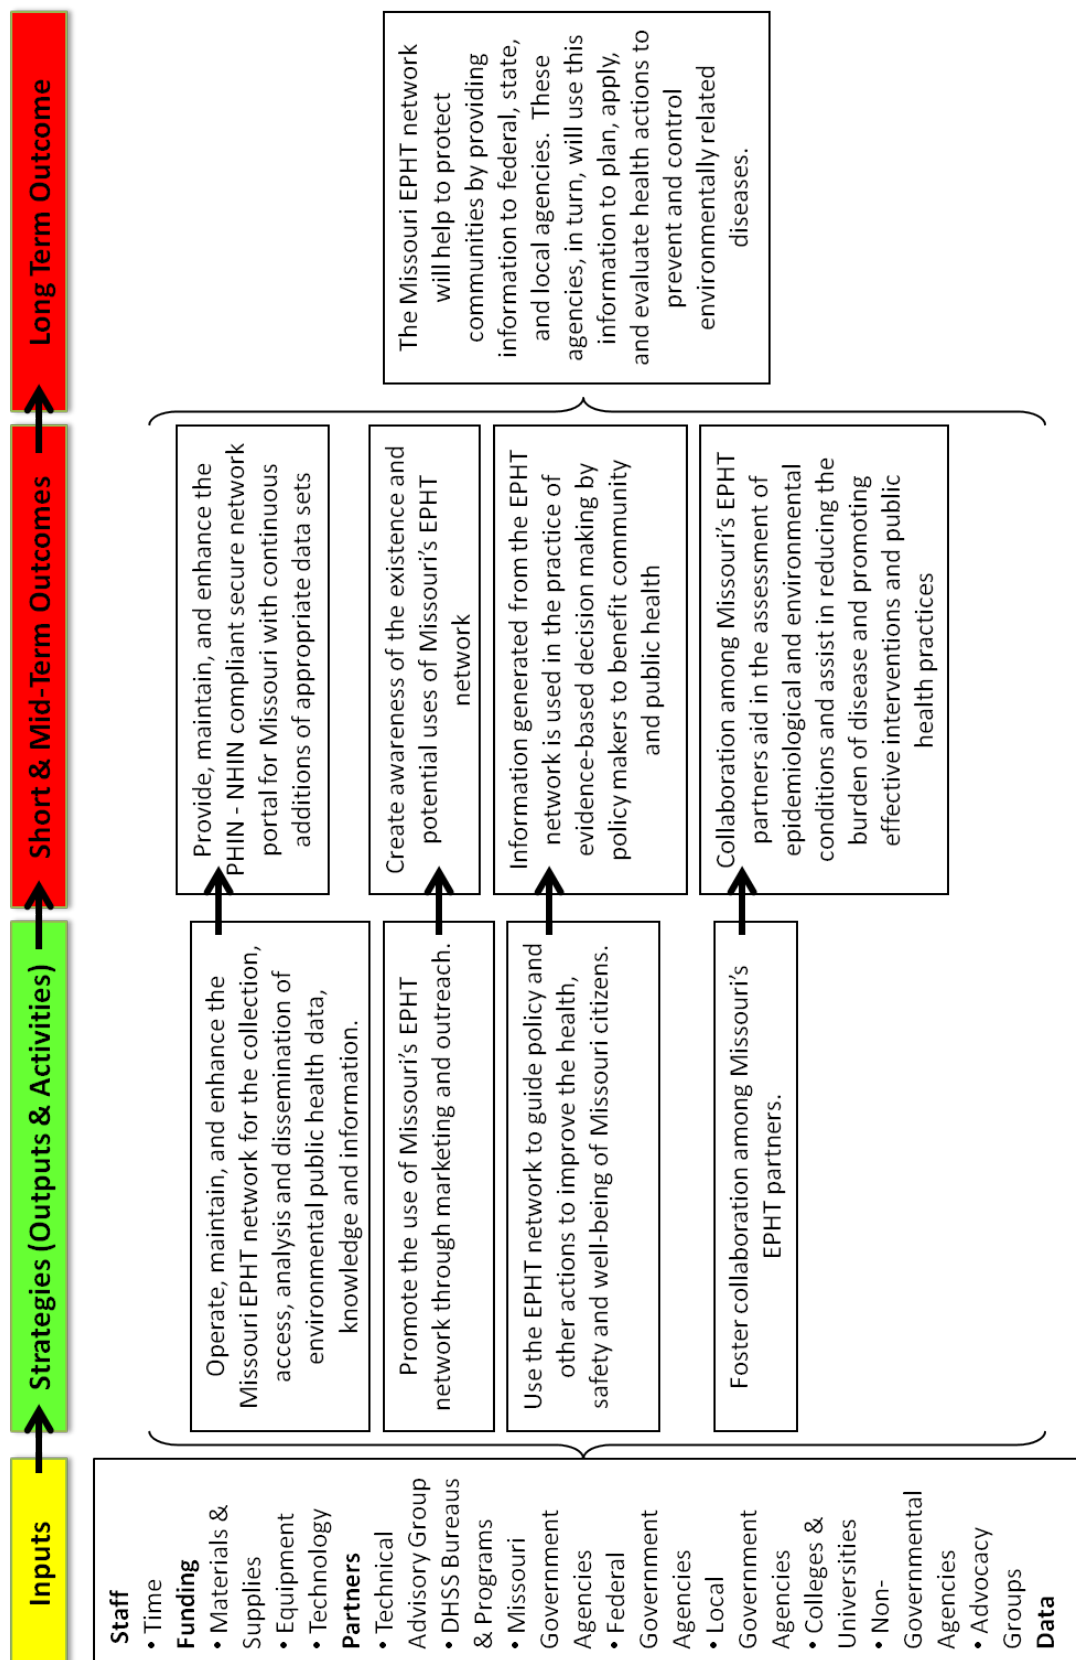 Inputs
Strategies (Outputs & Activities)
Short & Mid-Term Outcomes
Long Term Outcome
Staff
• Time
Funding
• Materials &
Supplies
• Equipment
• Technology
Partners
• Technical
Advisory Group
• DHSS Bureaus
& Programs
• Missouri
Government
Agencies
• Federal
Government
Agencies
• Local
Government
Agencies
• Colleges &
Universities
• Non-
Governmental
Agencies
• Advocacy
Groups
Data
Operate, maintain, and enhance the
Missouri EPHT network for the collection,
access, analysis and dissemination of
environmental public health data,
knowledge and information.
Promote the use of Missouri's EPHT
network through marketing and outreach.
Use the EPHT network to guide policy and
other actions to improve the health,
safety and well-being of Missouri citizens.
Foster collaboration among Missouri's
EPHT partners.
Provide, maintain, and enhance the
PHIN - NHIN compliant secure network
portal for Missouri with continuous
additions of appropriate data sets
Create awareness of the existence and
potential uses of Missouri's EPHT
network
Information generated from the EPHT
network is used in the practice of
evidence-based decision making by
policy makers to benefit community
and public health
Collaboration among Missouri's EPHT
partners aid in the assessment of
epidemiological and environmental
conditions and assist in reducing the
burden of disease and promoting
effective interventions and public
health practices
The Missouri EPHT network
will help to protect
communities by providing
information to federal, state,
and local agencies.  These
agencies, in turn, will use this
information to plan, apply,
and evaluate health actions to
prevent and control
environmentally related
diseases.